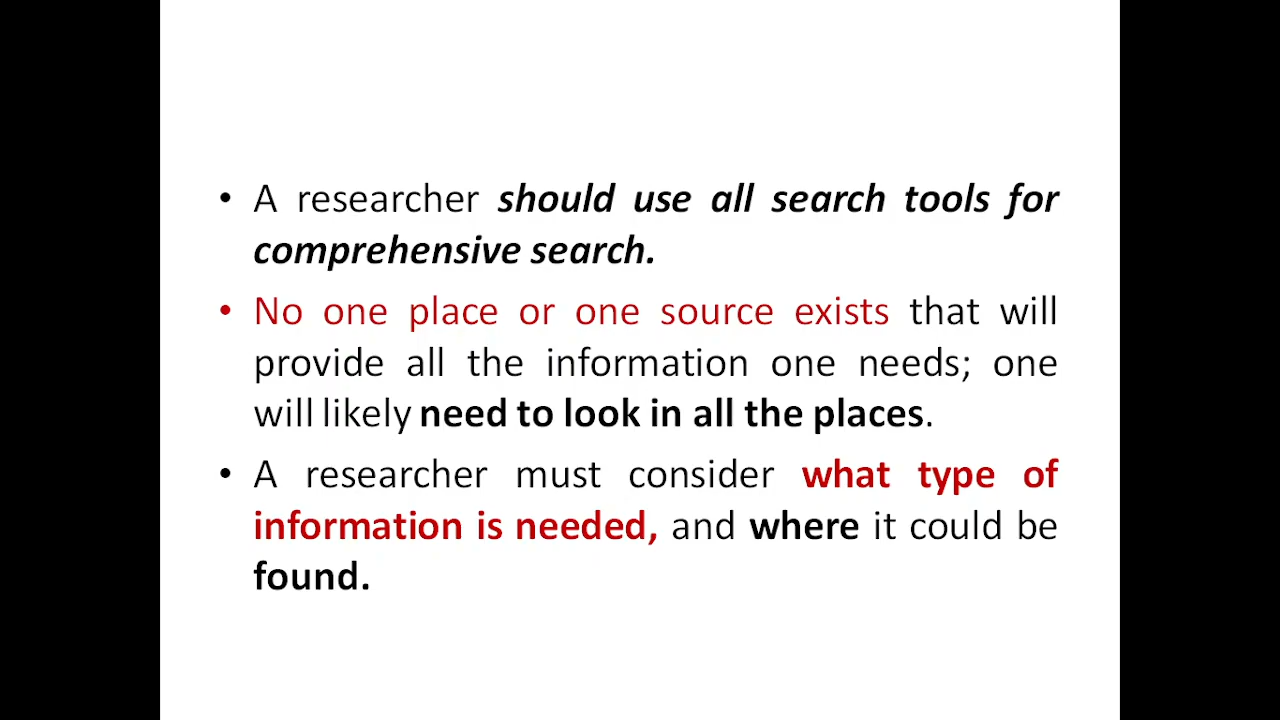 • A researcher should use all search tools for
comprehensive search.
• No one place or one source exists that will
provide all the information one needs; one
will likely need to look in all the places.
• A researcher must consider what type of
information is needed, and where it could be
found.